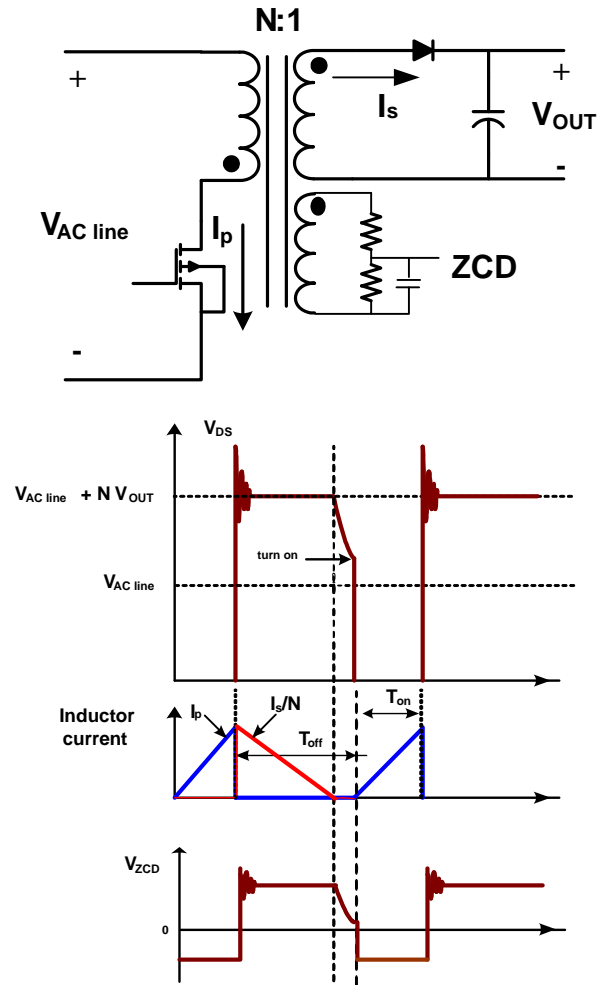 N:1
+
+
Is
VOUT
-
VAC line
Ip
ZCD
-
VDS
VAC line + N VOUT
turn on
VAC line
Inductor current
Ip
Is/N
Toff
Ton
VZCD
0